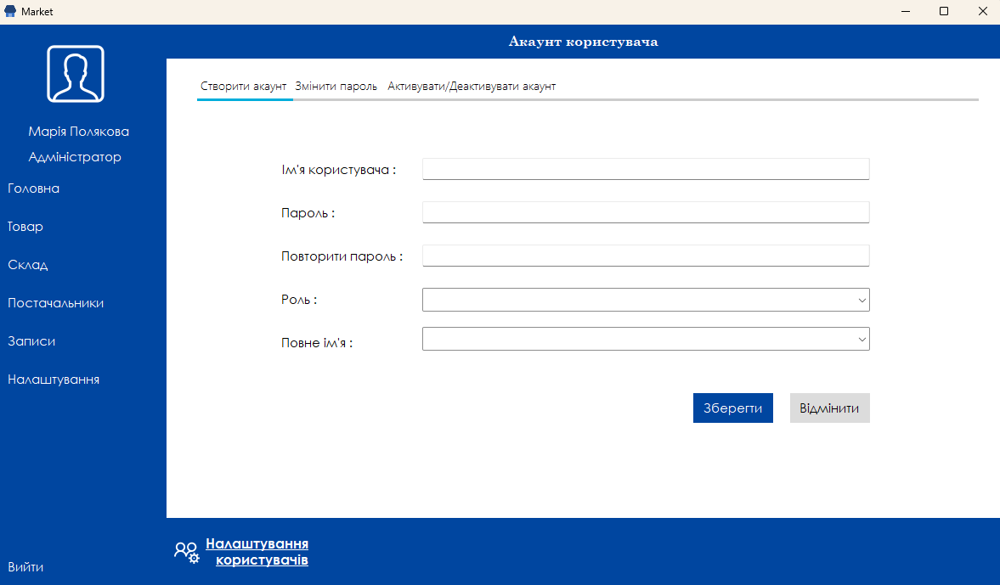 Market
Акаунт користувача
Марія Полякова
Адміністратор
Головна
Товар
Склад
Постачальники
Записи
Налаштування
Вийти
Створити акаунт Змінити пароль Активувати/Деактивувати акаунт
Ім'я користувача :
Пароль :
Повторити пароль :
Роль :
Повне ім'я :
Зберегти Відмінити
Налаштування
користувачів